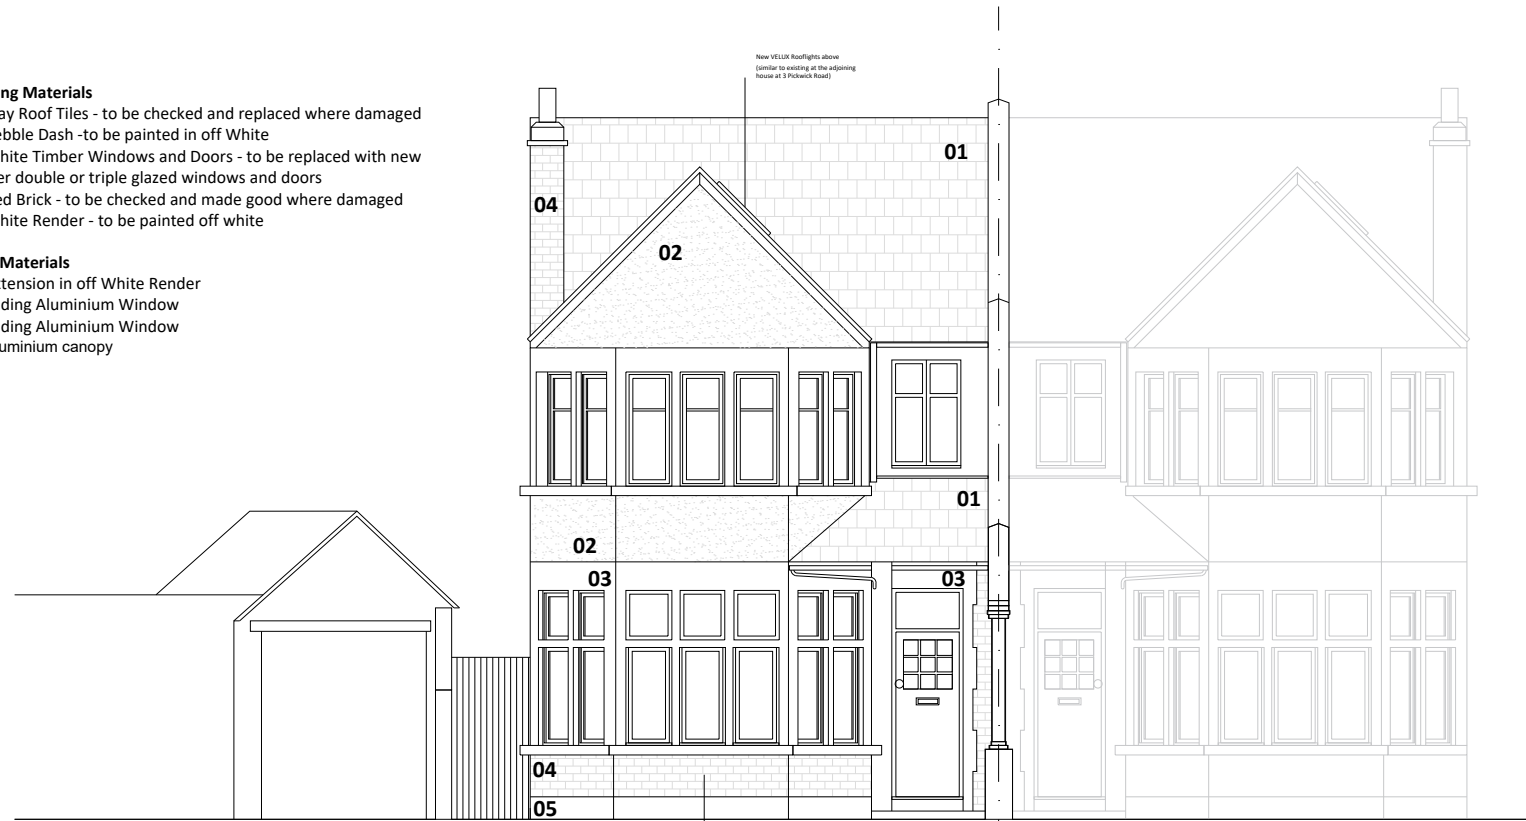 ng Materials
ay Roof Tiles - to be checked and replaced where damaged
ebble Dash -to be painted in off White
hite Timber Windows and Doors - to be replaced with new
er double or triple glazed windows and doors
ed Brick - to be checked and made good where damaged
hite Render - to be painted off white
Materials
tension in off White Render
ding Aluminium Window
ding Aluminium Window
uminium canopy
New VELUX Rooflights above
(similar to existing at the adjoining
house at 3 Pickwick Road)
01
04
02
01
02
03
03
04
05